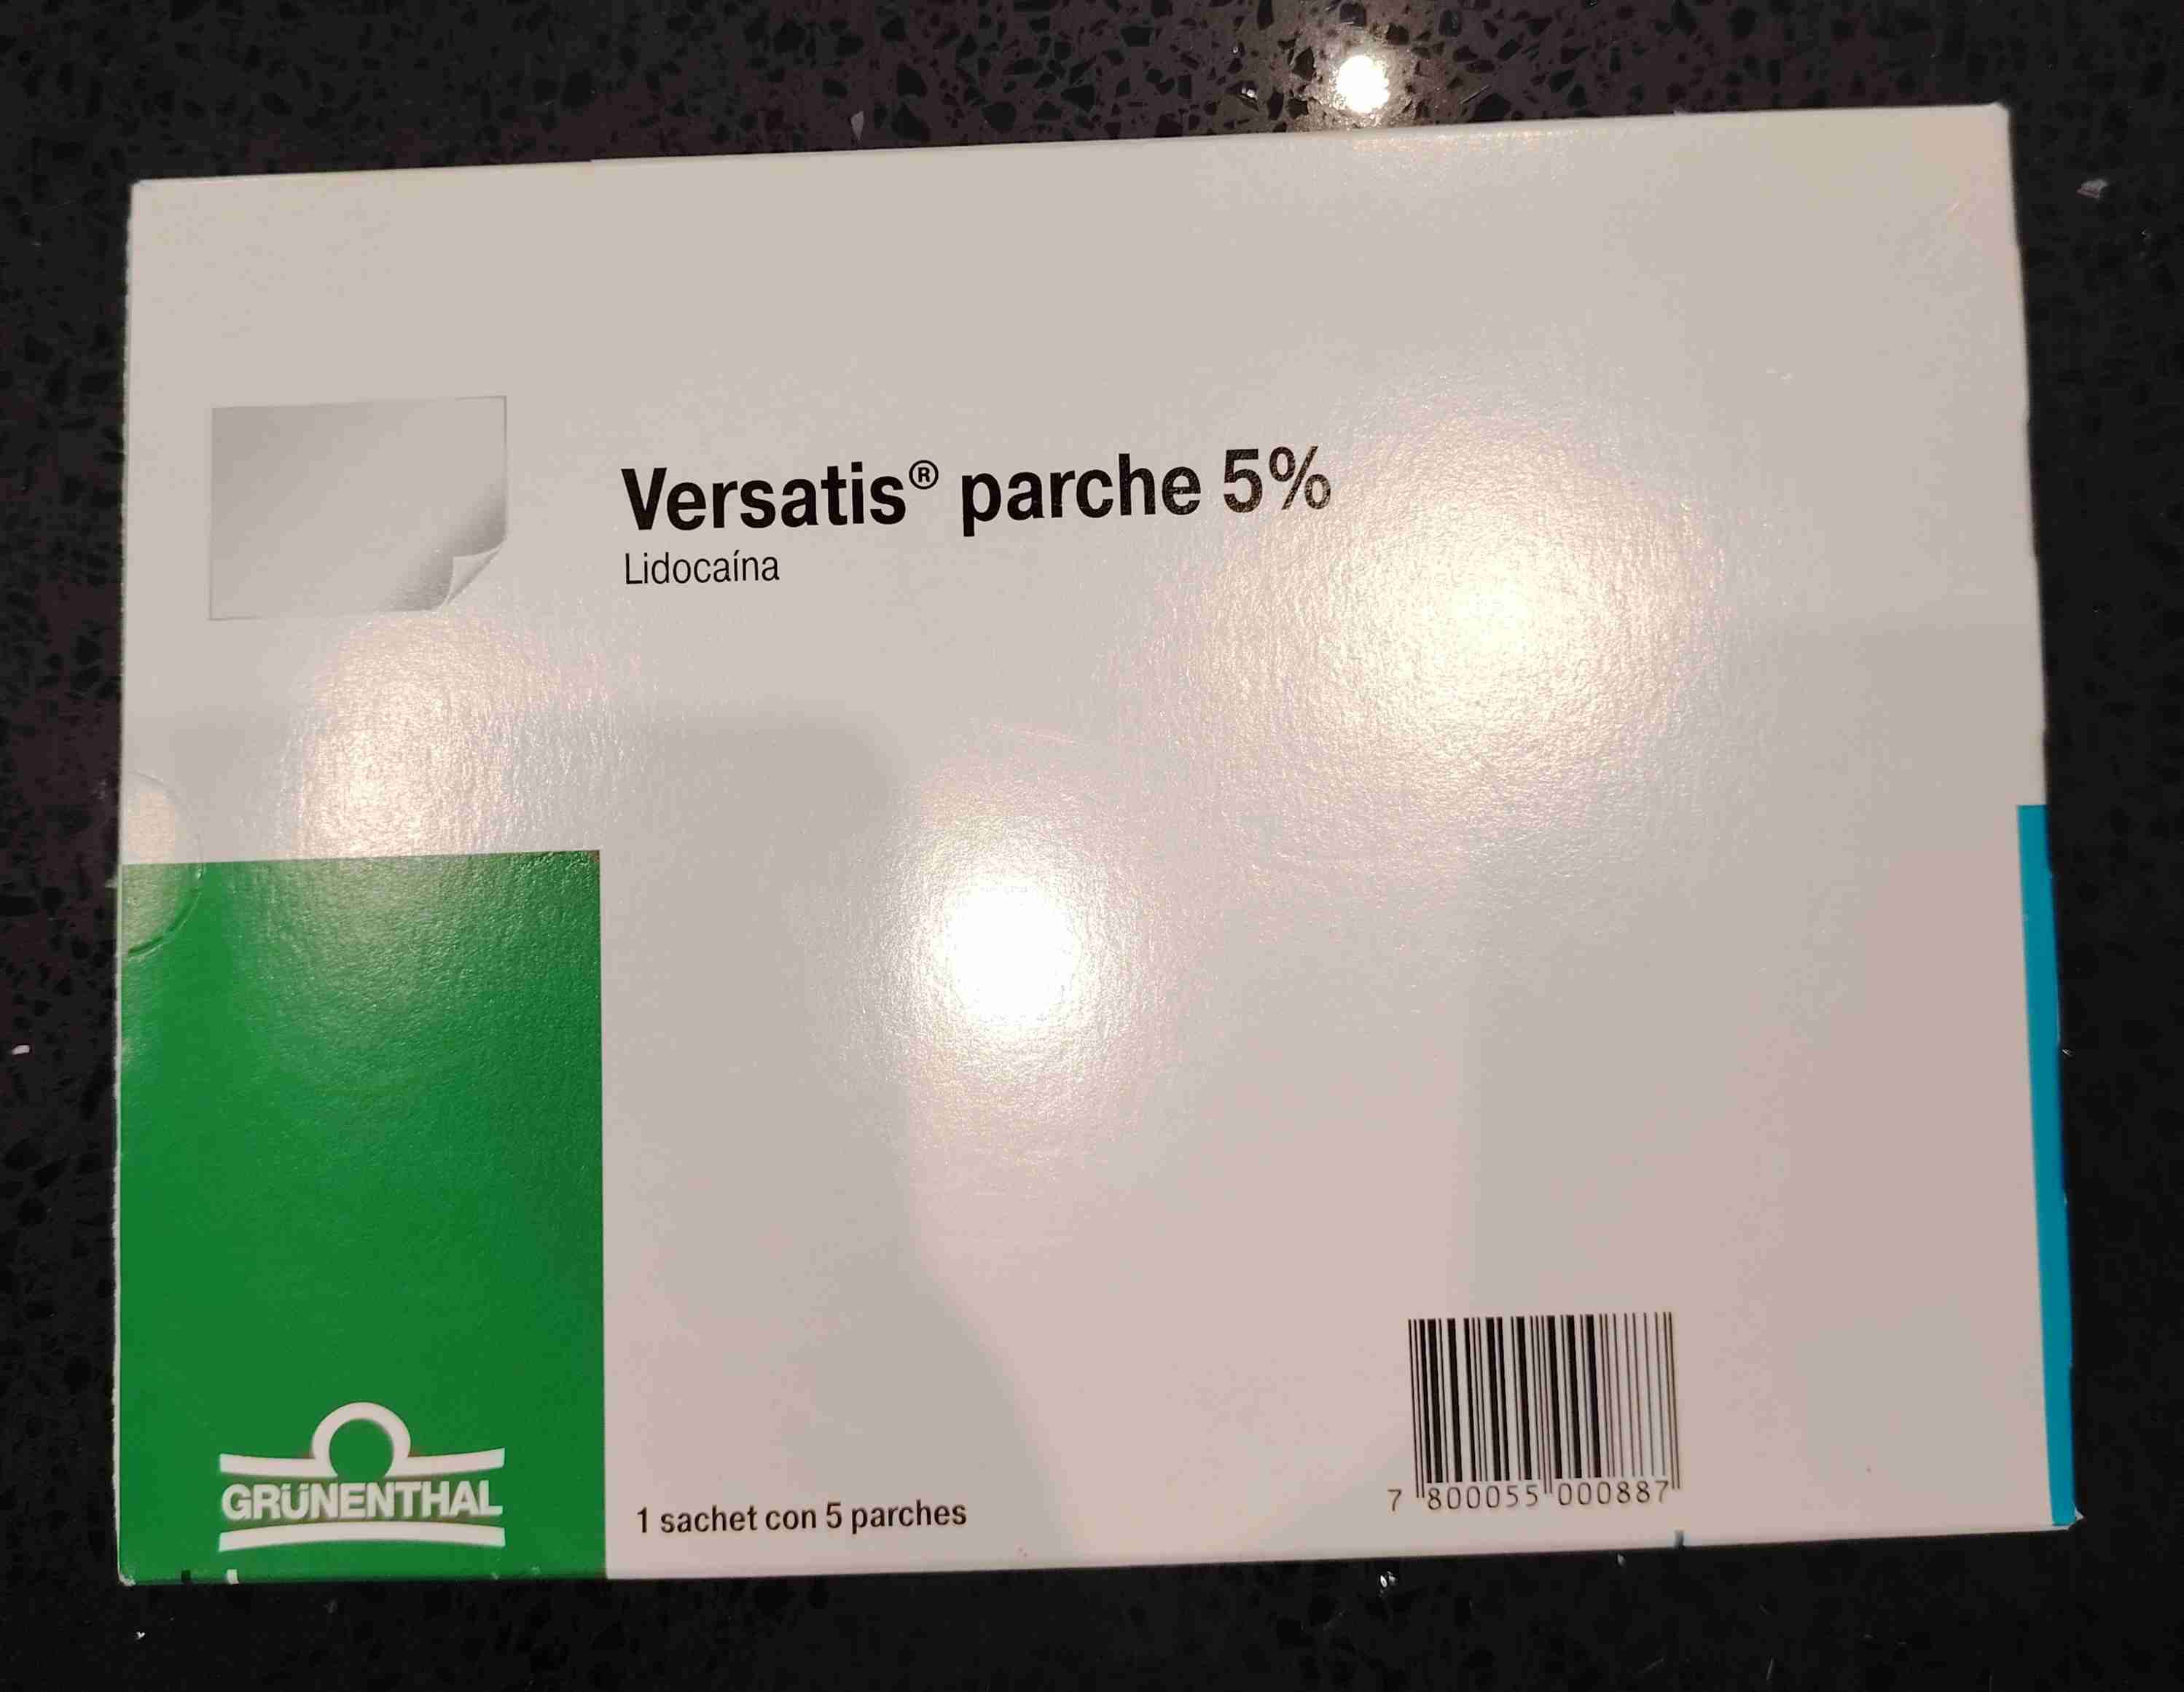 Versatis® parche 5%
Lidocaína
GRÜNENTHAL
1 sachet con 5 parches
7 800055 000887